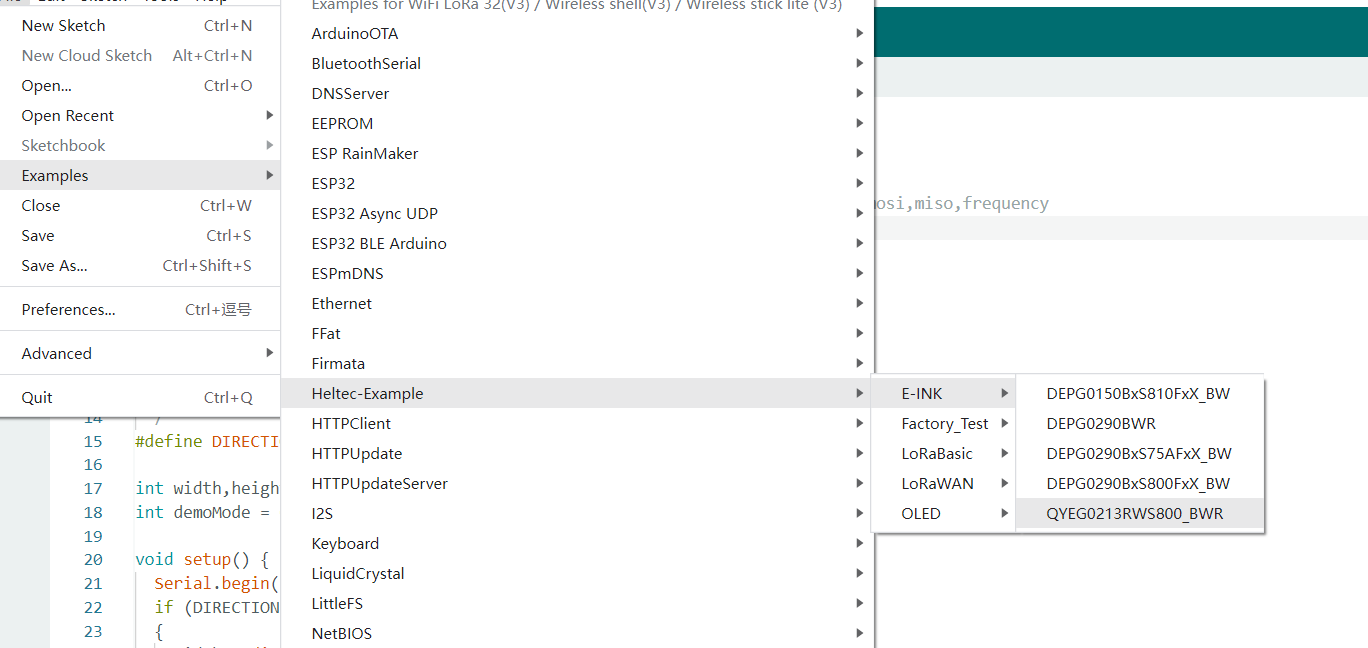 Examples for WiFi LoRa 32(V3) / Wireless shell(V3) / Wireless stick lite (V3)
New Sketch Ctrl+N
New Cloud Sketch Alt+Ctrl+N
Open... Ctrl+O
Open Recent
Sketchbook
Examples
Close Ctrl+W
Save Ctrl+S
Save As... Ctrl+Shift+S
Preferences... Ctrl+逗号
Advanced
Quit Ctrl+Q
ArduinoOTA
BluetoothSerial
DNSServer
EEPROM
ESP RainMaker
ESP32
ESP32 Async UDP
ESP32 BLE Arduino
ESPmDNS
Ethernet
FFat
Firmata
Heltec-Example
HTTPClient
HTTPUpdate
HTTPUpdateServer
I2S
Keyboard
LiquidCrystal
LittleFS
NetBIOS
E-INK
Factory_Test
LoRaBasic
LoRaWAN
OLED
DEPG0150BxS810FxX_BW
DEPG0290BWR
DEPG0290BxS75AFxX_BW
DEPG0290BxS800FxX_BW
QYEG0213RWS800_BWR
osi,miso,frequency
14
15 #define DIRECTI
16
17 int width,heigh
18 int demoMode =
19
20 void setup() {
21 Serial.begin(
22 if (DIRECTION
23 {